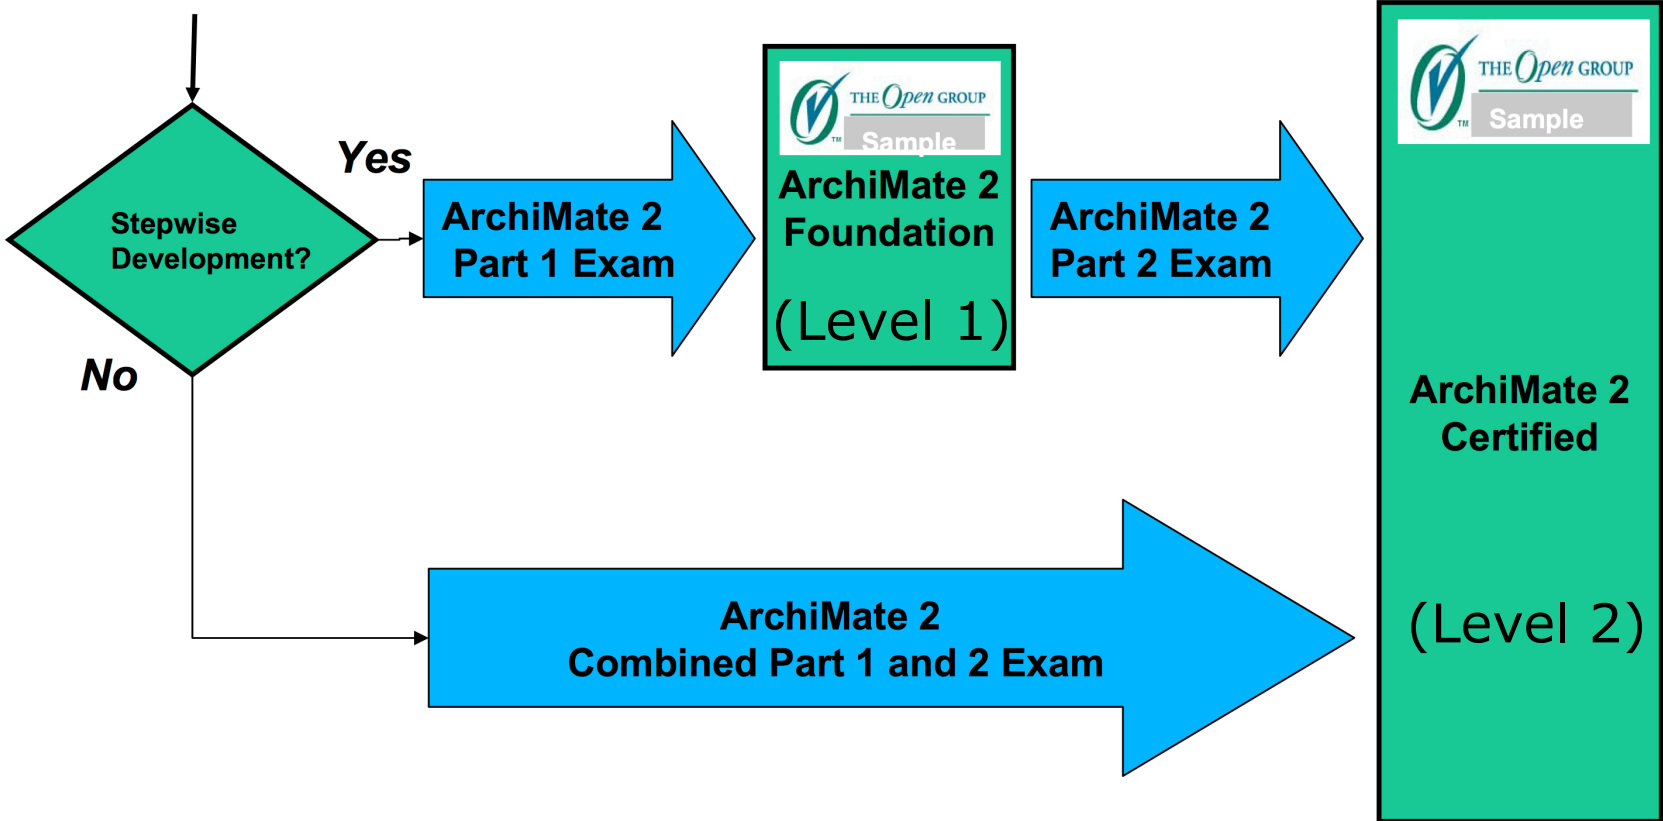 Stepwise
Development?
Yes
No
ArchiMate 2
Part 1 Exam
THE Open GROUP
TM
Sample
ArchiMate 2
Foundation
(Level 1)
ArchiMate 2
Part 2 Exam
ArchiMate 2
Combined Part 1 and 2 Exam
THE Open GROUP
TM
Sample
ArchiMate 2
Certified
(Level 2)